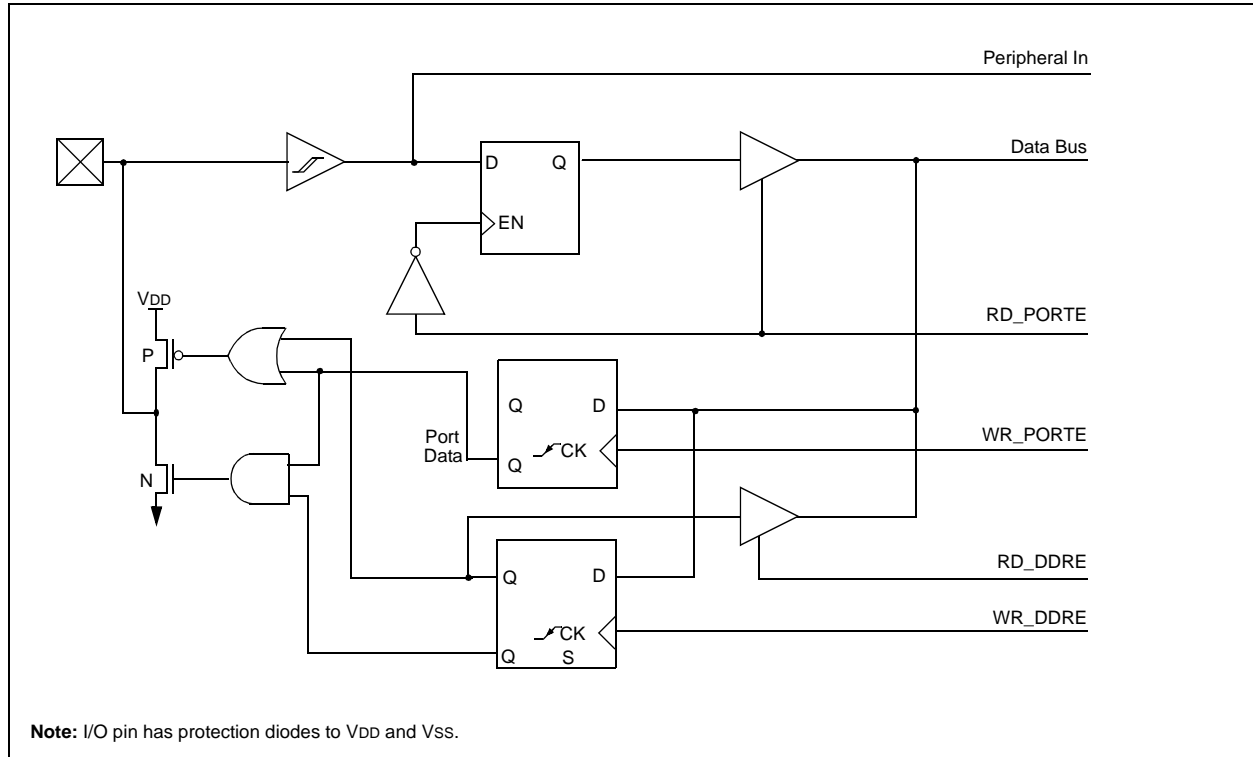 Peripheral In
D
Q
Data Bus
EN
VDD
RD_PORTE
P
Q
D
Port
Data
CK
WR_PORTE
Q
N
Q
D
RD_DDRE
WR_DDRE
CK
Q
S
Note: I/O pin has protection diodes to VDD and VSS.